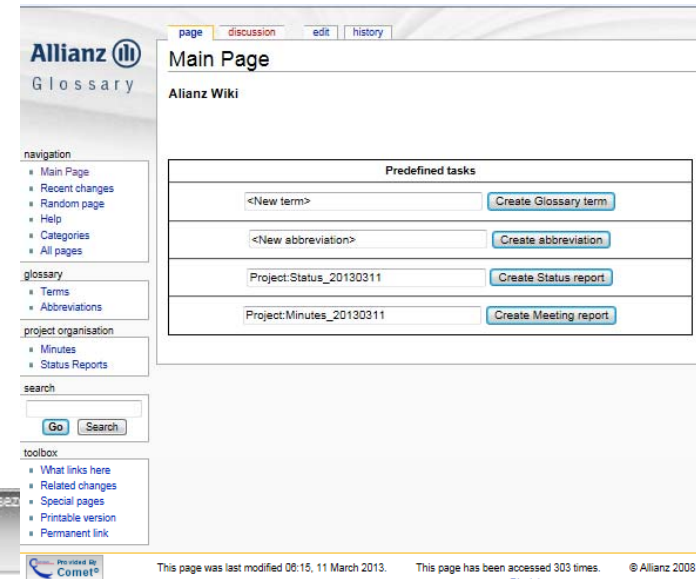 page discussion edit history
Allianz
Glossary
Main Page
Alianz Wiki
navigation
Main Page
Recent changes
Random page
Help
Categories
All pages
glossary
Terms
Abbreviations
project organisation
Minutes
Status Reports
search
Go Search
toolbox
What links here
Related changes
Special pages
Printable version
Permanent link
Predefined tasks
<New term> Create Glossary term
<New abbreviation> Create abbreviation
Project:Status_20130311 Create Status report
Project:Minutes_20130311 Create Meeting report
Provided By
Comet
This page was last modified 06:15, 11 March 2013. This page has been accessed 303 times. © Allianz 2008